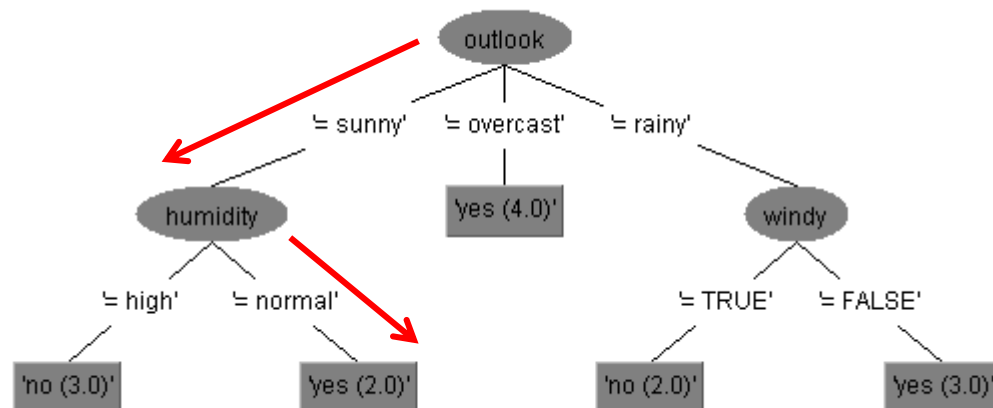 outlook
'= sunny' '= overcast' '= rainy'
humidity 'yes (4.0)' windy
'= high' '= normal' '= TRUE' '= FALSE'
'no (3.0)' 'yes (2.0)' 'no (2.0)' 'yes (3.0)'